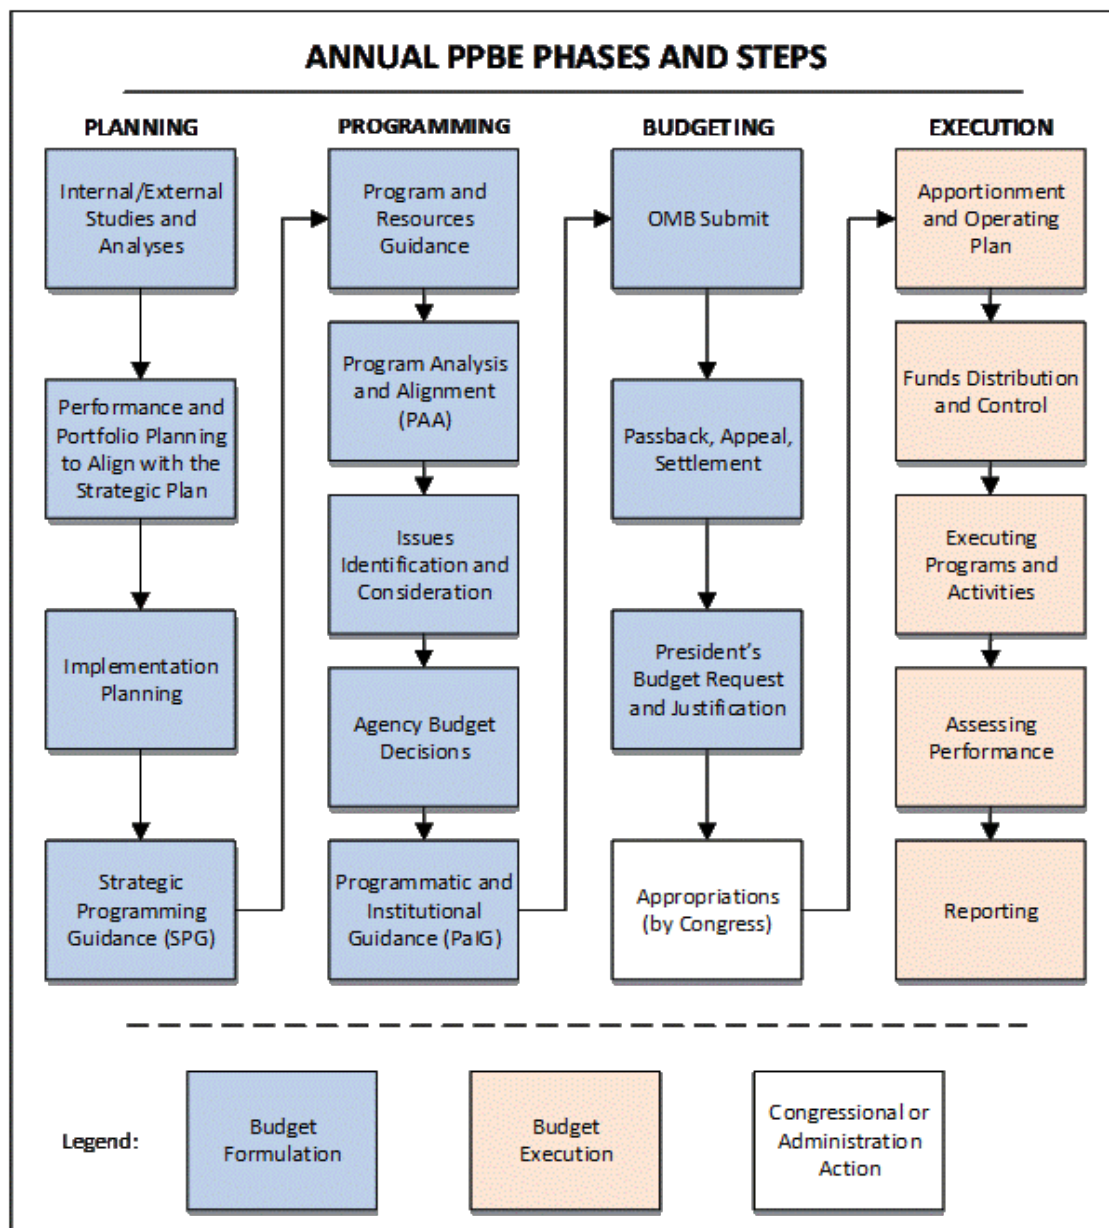 ANNUAL PPBE PHASES AND STEPS
PLANNING
Internal/External
Studies and
Analyses
Performance and
Portfolio Planning
to Align with the
Strategic Plan
Implementation
Planning
Strategic
Programming
Guidance (SPG)
PROGRAMMING
Program and
Resources
Guidance
Program Analysis
and Alignment
(PAA)
Issues
Identification and
Consideration
Agency Budget
Decisions
Programmatic and
Institutional
Guidance (PaIG)
BUDGETING
OMB Submit
Passback, Appeal,
Settlement
President’s
Budget Request
and Justification
Appropriations
(by Congress)
EXECUTION
Apportionment
and Operating
Plan
Funds Distribution
and Control
Executing
Programs and
Activities
Assessing
Performance
Reporting
Legend:
Budget
Formulation
Budget
Execution
Congressional or
Administration
Action